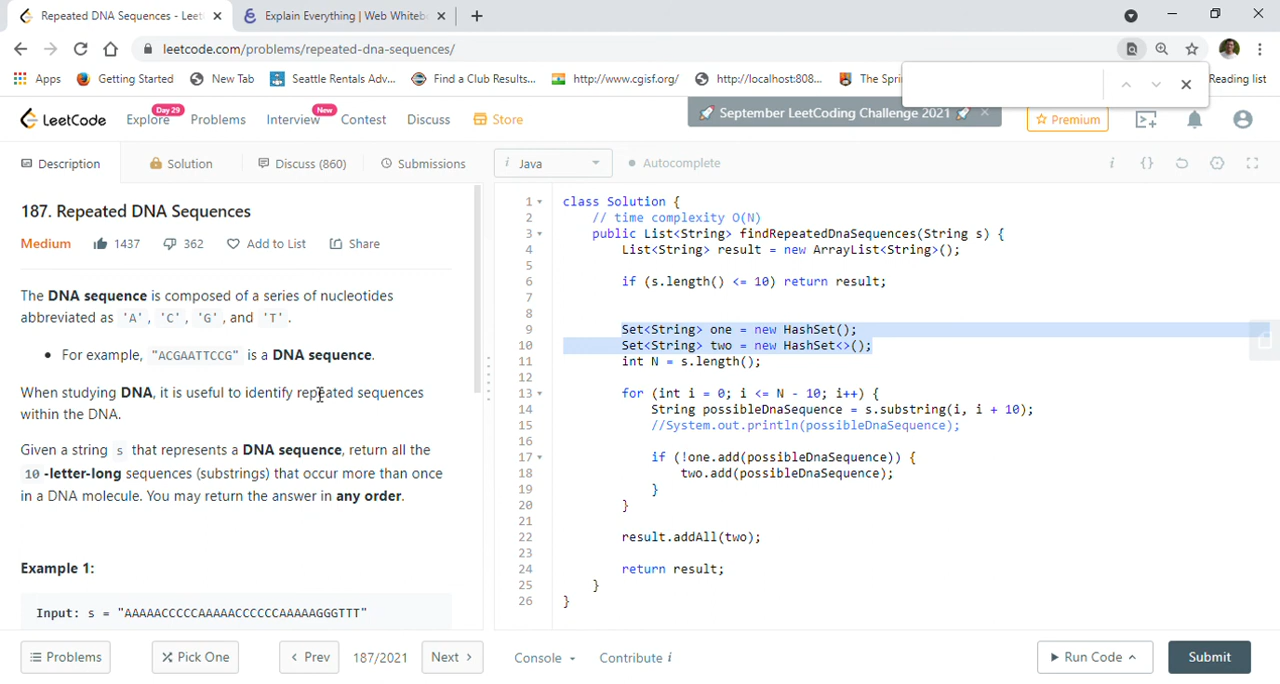 Repeated DNA Sequences - Leet
Explain Everything | Web Whitebo
leetcode.com/problems/repeated-dna-sequences/
Apps
Getting Started
New Tab
Seattle Rentals Adv...
Find a Club Results...
http://www.cgisf.org/
http://localhost:808...
The Spri
Reading list
LeetCode
Explore
Day 29
Problems
Interview
New
Contest
Discuss
Store
September LeetCoding Challenge 2021
Premium
Description
Solution
Discuss (860)
Submissions
i Java
Autocomplete
187. Repeated DNA Sequences
Medium
1437
362
Add to List
Share
The DNA sequence is composed of a series of nucleotides
abbreviated as 'A', 'C', 'G', and 'T'.
• For example, "ACGAATTCCG" is a DNA sequence.
When studying DNA, it is useful to identify repeated sequences
within the DNA.
Given a string s that represents a DNA sequence, return all the
10 -letter-long sequences (substrings) that occur more than once
in a DNA molecule. You may return the answer in any order.
Example 1:
Input: s = "AAAAACCCCCAAAAACCCCCCAAAAAGGGTTT"
1 class Solution {
2 // time complexity O(N)
3 public List<String> findRepeatedDnaSequences(String s) {
4 List<String> result = new ArrayList<String>();
5
6 if (s.length() <= 10) return result;
7
8
9 Set<String> one = new HashSet();
10 Set<String> two = new HashSet<>();
11 int N = s.length();
12
13 for (int i = 0; i <= N - 10; i++) {
14 String possibleDnaSequence = s.substring(i, i + 10);
15 //System.out.println(possibleDnaSequence);
16
17 if (!one.add(possibleDnaSequence)) {
18 two.add(possibleDnaSequence);
19 }
20 }
21
22 result.addAll(two);
23
24 return result;
25 }
26 }
Problems
Pick One
Prev
187/2021
Next
Console
Contribute i
Run Code
Submit